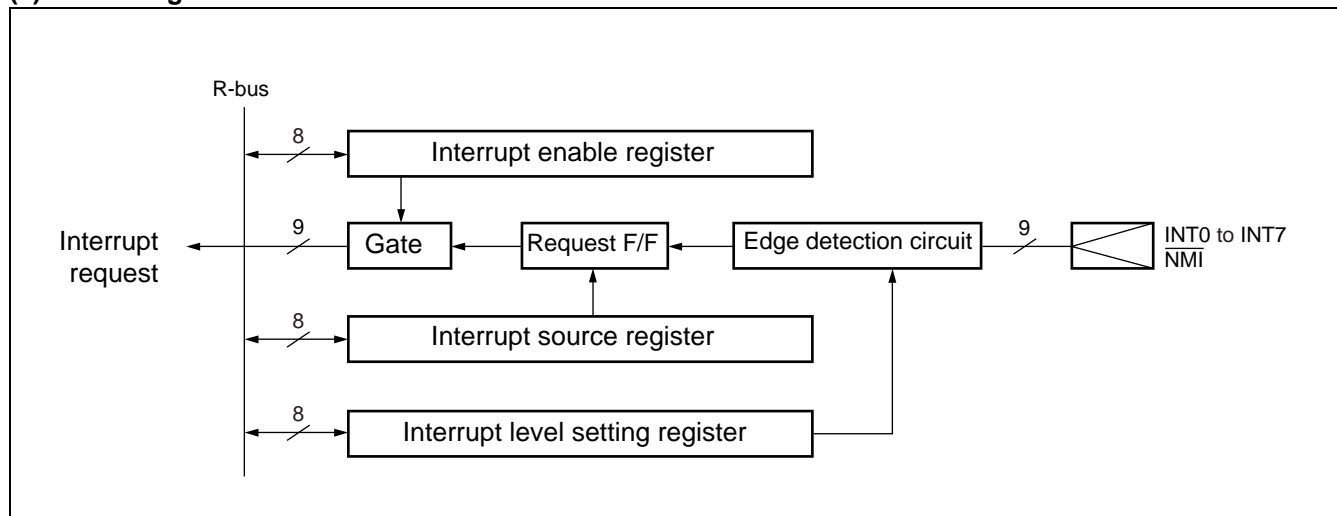 R-bus
8
Interrupt enable register
Interrupt
request
9
Gate
Request F/F
Edge detection circuit
9
INT0 to INT7
NMI
8
Interrupt source register
8
Interrupt level setting register